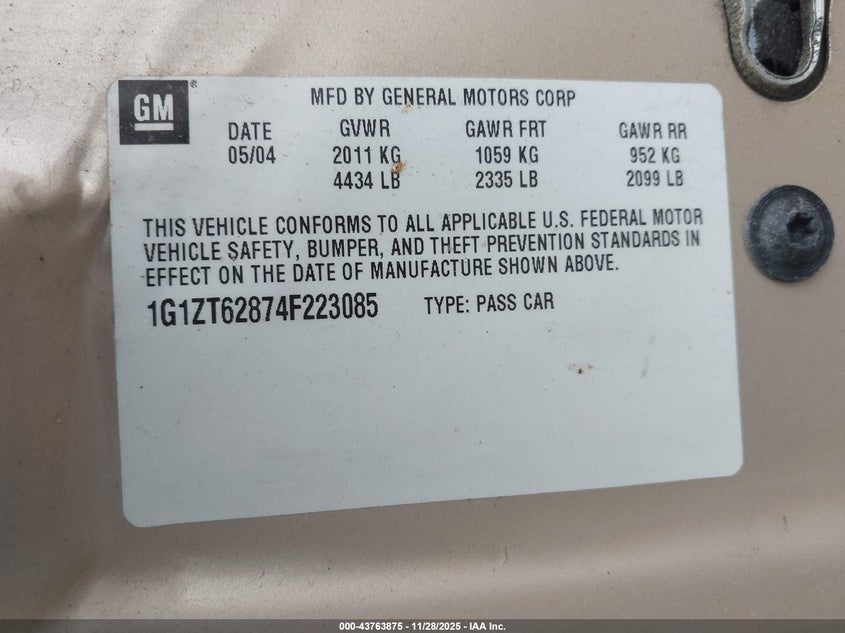 GM®
MFD BY GENERAL MOTORS CORP
DATE GVWR GAWR FRT GAWR RR
05/04 2011 KG 1059 KG 952 KG
4434 LB 2335 LB 2099 LB
THIS VEHICLE CONFORMS TO ALL APPLICABLE U.S. FEDERAL MOTOR
VEHICLE SAFETY, BUMPER, AND THEFT PREVENTION STANDARDS IN
EFFECT ON THE DATE OF MANUFACTURE SHOWN ABOVE.
1G1ZT62874F223085 TYPE: PASS CAR
000-43763875 - 11/28/2025 - IAA Inc.